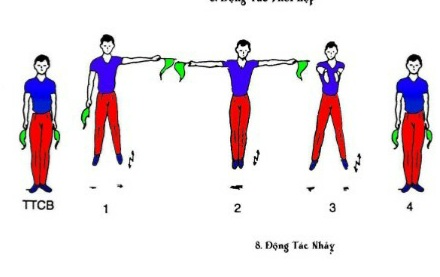 TTCB 1 2 3 4
8. Động Tác Nhảy